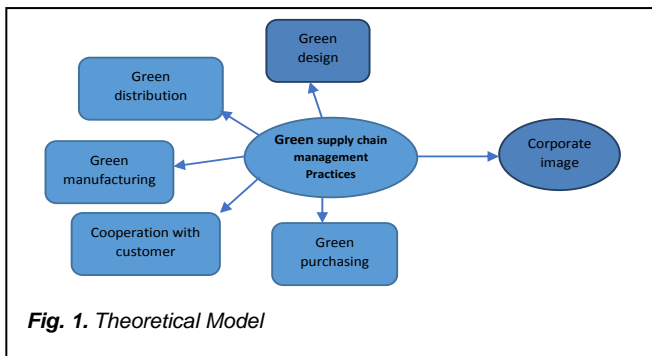 Green
design
Green
distribution
Green supply chain
management
Practices
Corporate
image
Green
manufacturing
Cooperation with
customer
Green
purchasing
Fig. 1. Theoretical Model